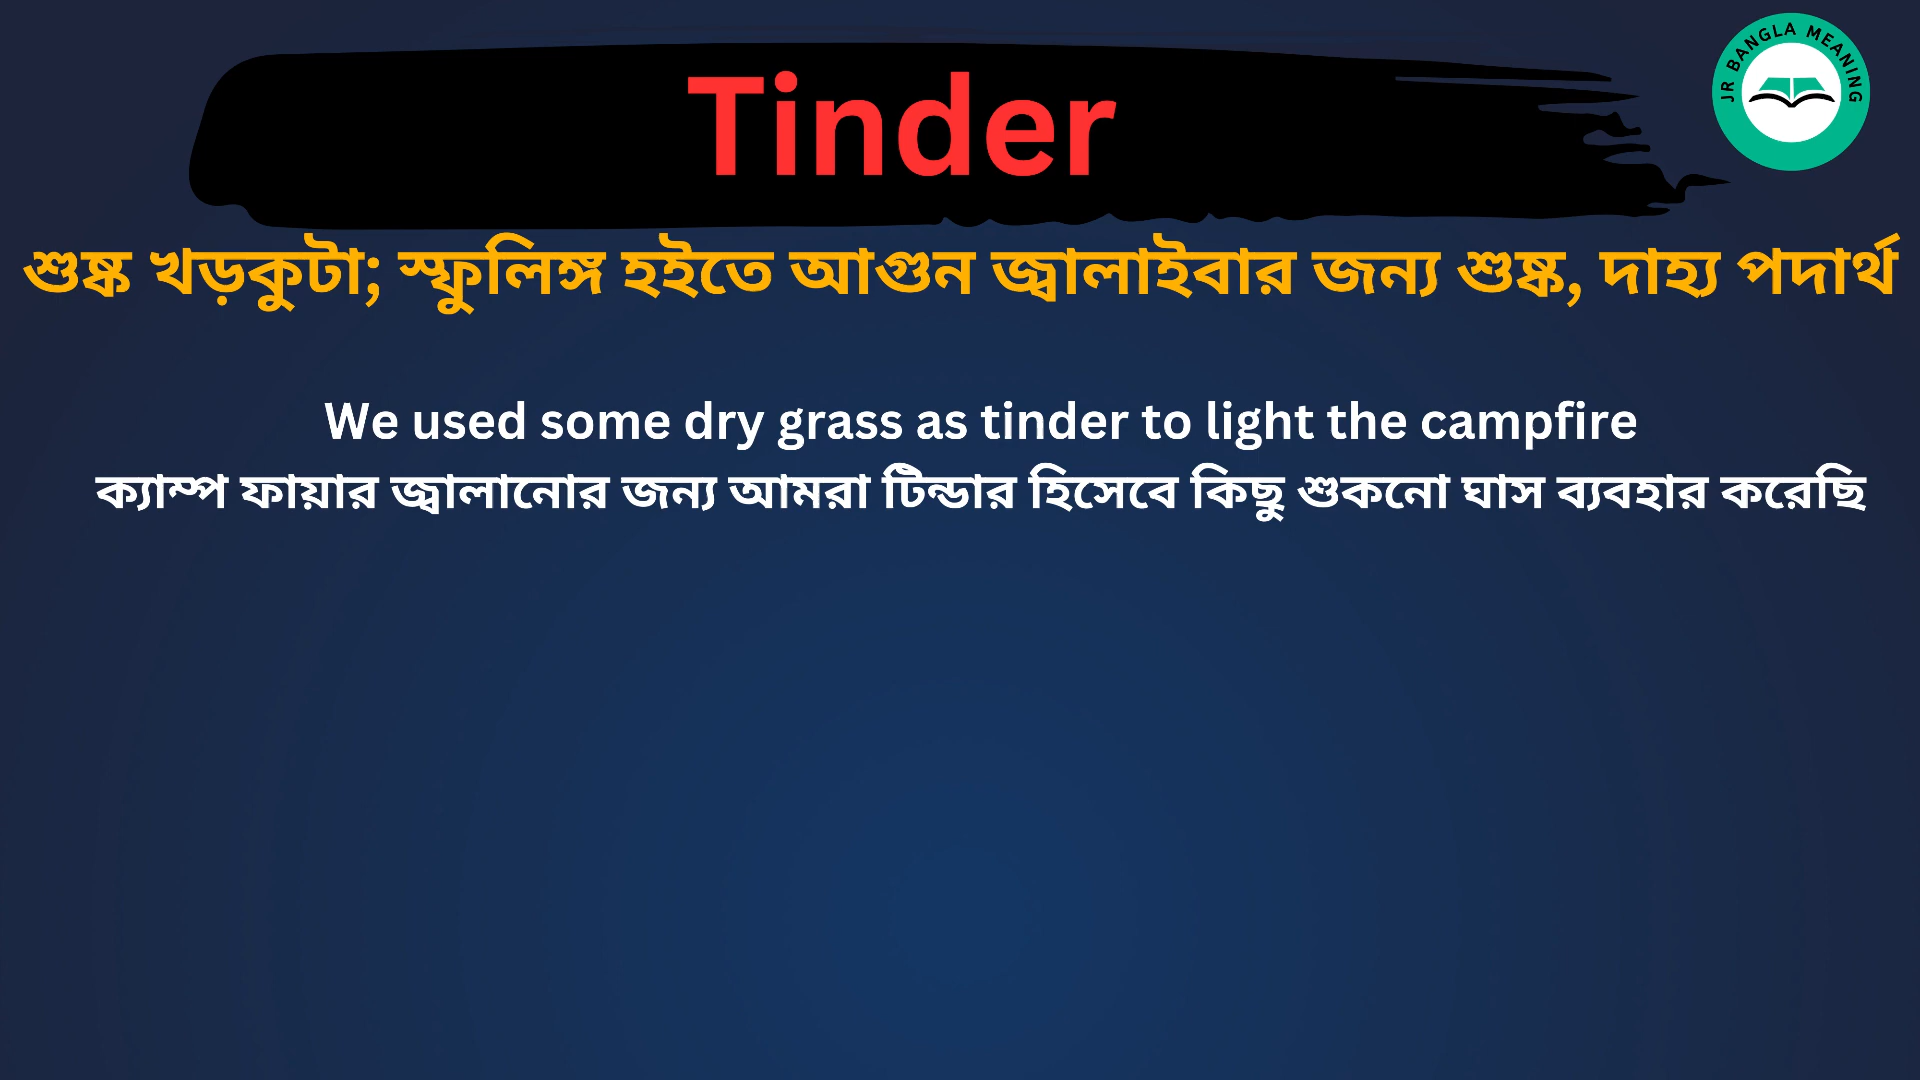 JR BANGLA MEANING
Tinder
শুষ্ক খড়কুটা; স্ফুলিঙ্গ হইতে আগুন জ্বালাইবার জন্য শুষ্ক, দাহ্য পদার্থ
We used some dry grass as tinder to light the campfire
ক্যাম্প ফায়ার জ্বালানোর জন্য আমরা টিন্ডার হিসেবে কিছু শুকনো ঘাস ব্যবহার করেছি